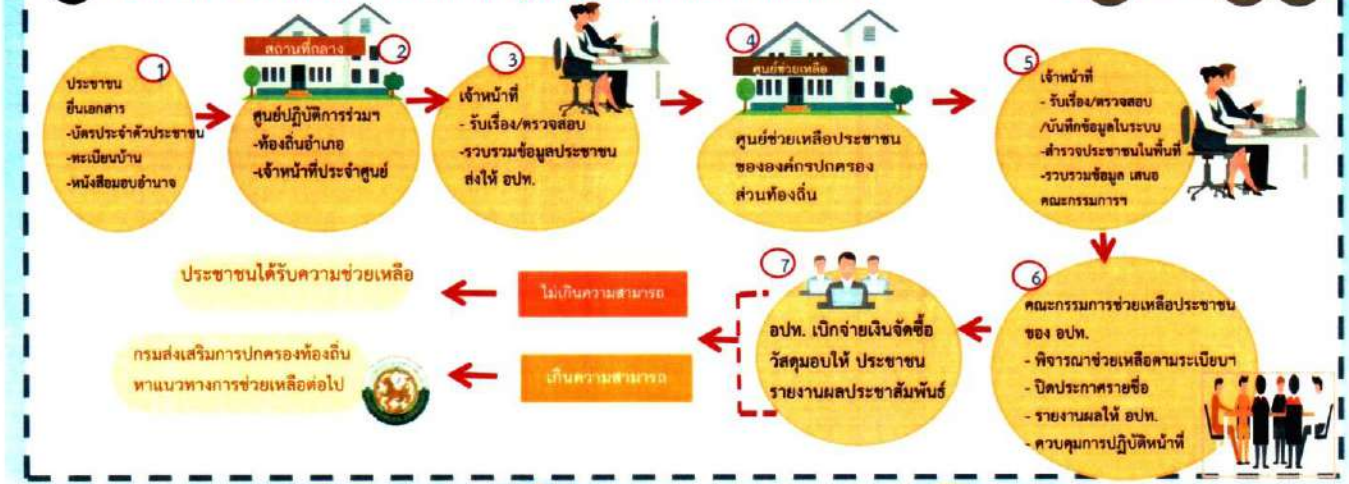 1
ประชาชน
ยื่นเอกสาร
-บัตรประจำตัวประชาชน
-ทะเบียนบ้าน
-หนังสือมอบอำนาจ
สถานที่กลาง
2
ศูนย์ปฏิบัติการร่วมฯ
-ท้องถิ่นอำเภอ
-เจ้าหน้าที่ประจำศูนย์
3
เจ้าหน้าที่
- รับเรื่อง/ตรวจสอบ
-รวบรวมข้อมูลประชาชน
ส่งให้ อปท.
4
ศูนย์ช่วยเหลือ
ศูนย์ช่วยเหลือประชาชน
ขององค์กรปกครอง
ส่วนท้องถิ่น
5
เจ้าหน้าที่
- รับเรื่อง/ตรวจสอบ
/บันทึกข้อมูลในระบบ
-สำรวจประชาชนในพื้นที่
-รวบรวมข้อมูล เสนอ
คณะกรรมการฯ
6
คณะกรรมการช่วยเหลือประชาชน
ของ อปท.
- พิจารณาช่วยเหลือตามระเบียบฯ
- ปิดประกาศรายชื่อ
- รายงานผลให้ อปท.
- ควบคุมการปฏิบัติหน้าที่
7
อปท. เบิกจ่ายเงินจัดซื้อ
วัสดุมอบให้ ประชาชน
รายงานผลประชาสัมพันธ์
ไม่เกินความสามารถ
ประชาชนได้รับความช่วยเหลือ
เกินความสามารถ
กรมส่งเสริมการปกครองท้องถิ่น
หาแนวทางการช่วยเหลือต่อไป